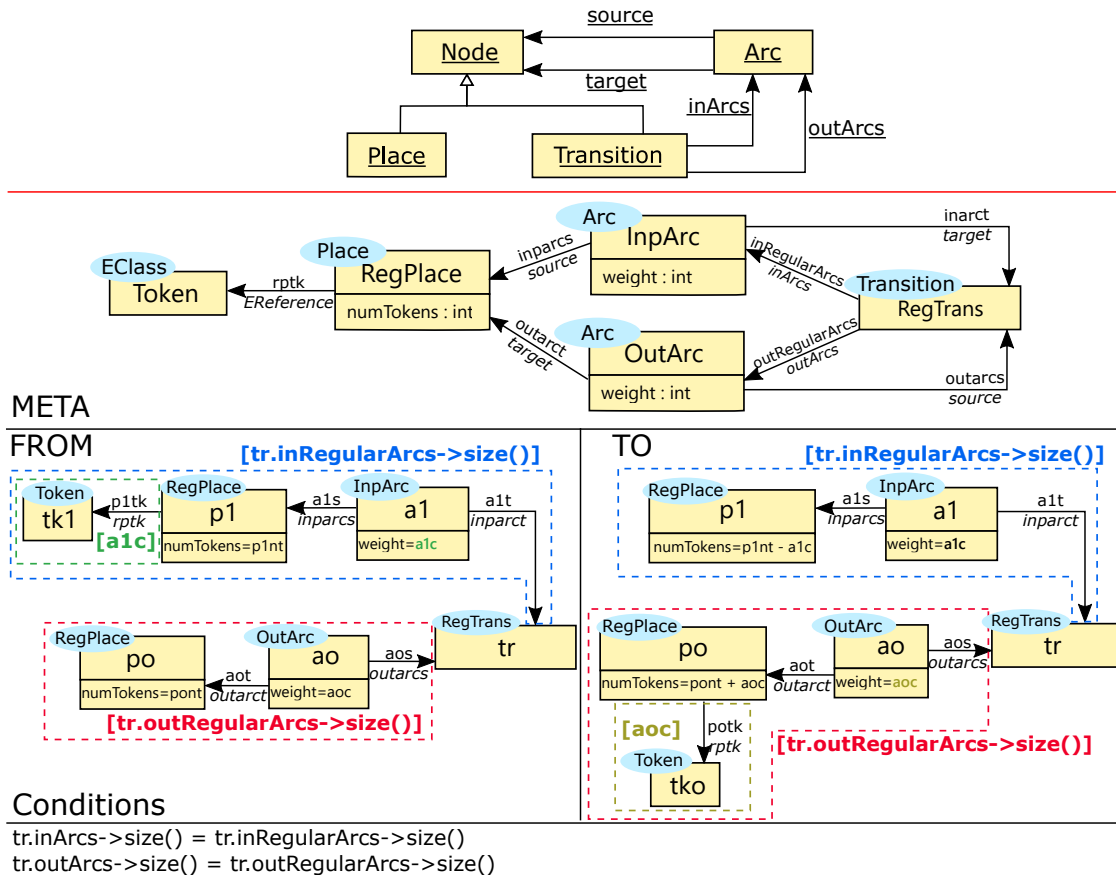 source
Node
Arc
target
inArcs
outArcs
Place
Transition
EClass
Token
rptk
EReference
Place
RegPlace
numTokens : int
inparcs
source
outarct
target
Arc
InpArc
weight : int
Arc
OutArc
weight : int
inRegularArcs
inArcs
outRegularArcs
outArcs
inarct
target
Transition
RegTrans
outarcs
source
META
FROM
[tr.inRegularArcs->size()]
Token
tk1
p1tk
rptk
[a1c]
RegPlace
p1
numTokens=p1nt
a1s
inparcs
InpArc
a1
weight=a1c
a1t
inparct
RegPlace
po
numTokens=pont
aot
outarct
OutArc
ao
weight=aoc
aos
outarcs
RegTrans
tr
[tr.outRegularArcs->size()]
TO
[tr.inRegularArcs->size()]
RegPlace
p1
numTokens=p1nt - a1c
a1s
inparcs
InpArc
a1
weight=a1c
a1t
inparct
RegPlace
po
numTokens=pont + aoc
aot
outarct
OutArc
ao
weight=aoc
aos
outarcs
RegTrans
tr
[aoc]
potk
rptk
Token
tko
[tr.outRegularArcs->size()]
Conditions
tr.inArcs->size() = tr.inRegularArcs->size()
tr.outArcs->size() = tr.outRegularArcs->size()